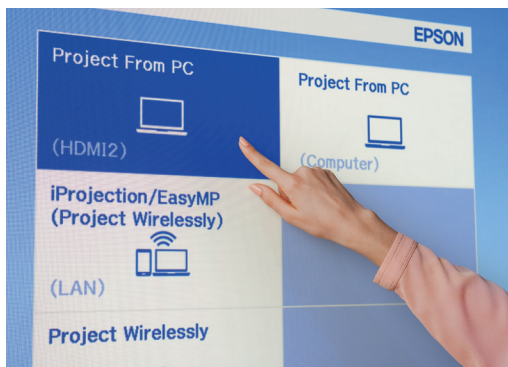 EPSON
Project From PC
(HDMI2)
Project From PC
(Computer)
iProjection/EasyMP
(Project Wirelessly)
(LAN)
Project Wirelessly